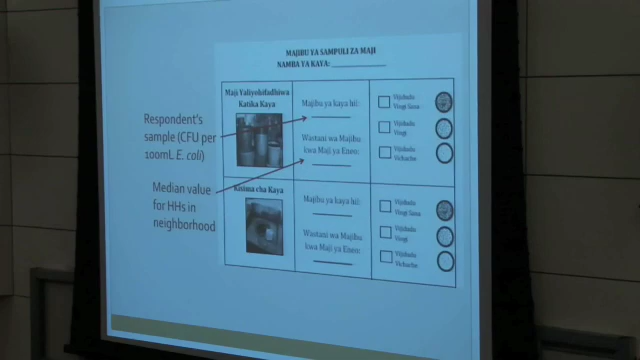 MAJIBU YA SAMPULI ZA MAJI
NAMBA YA KAYA:
Respondent's
sample (CFU per
100mL E. coli)
Median value
for HHs in
neighborhood
Maji Yaliyohifadhiwa
Katika Kaya
Majibu ya kaya hii:
Wastani wa Majibu
kwa Maji ya Eneo:
Vijidudu
Vingi Sana
Vijidudu
Vingi
Vijidudu
Vichache
Kisima cha Kaya
Majibu ya kaya hii:
Wastani wa Majibu
kwa Maji ya Eneo:
Vijidudu
Vingi Sana
Vijidudu
Vingi
Vijidudu
Vichache